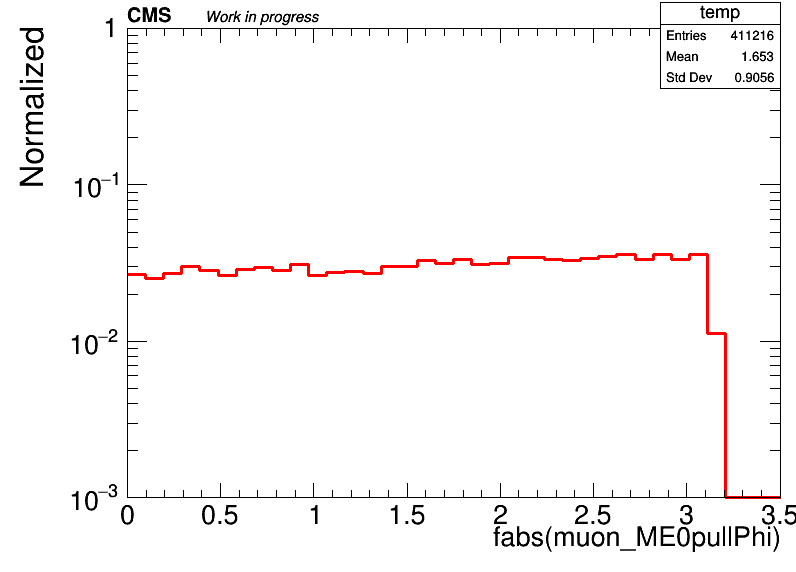 CMS Work in progress
temp
Entries 411216
Mean 1.653
Std Dev 0.9056
Normalized
1
10−1
10−2
10−3
0 0.5 1 1.5 2 2.5 3 3.5
fabs(muon_ME0pullPhi)